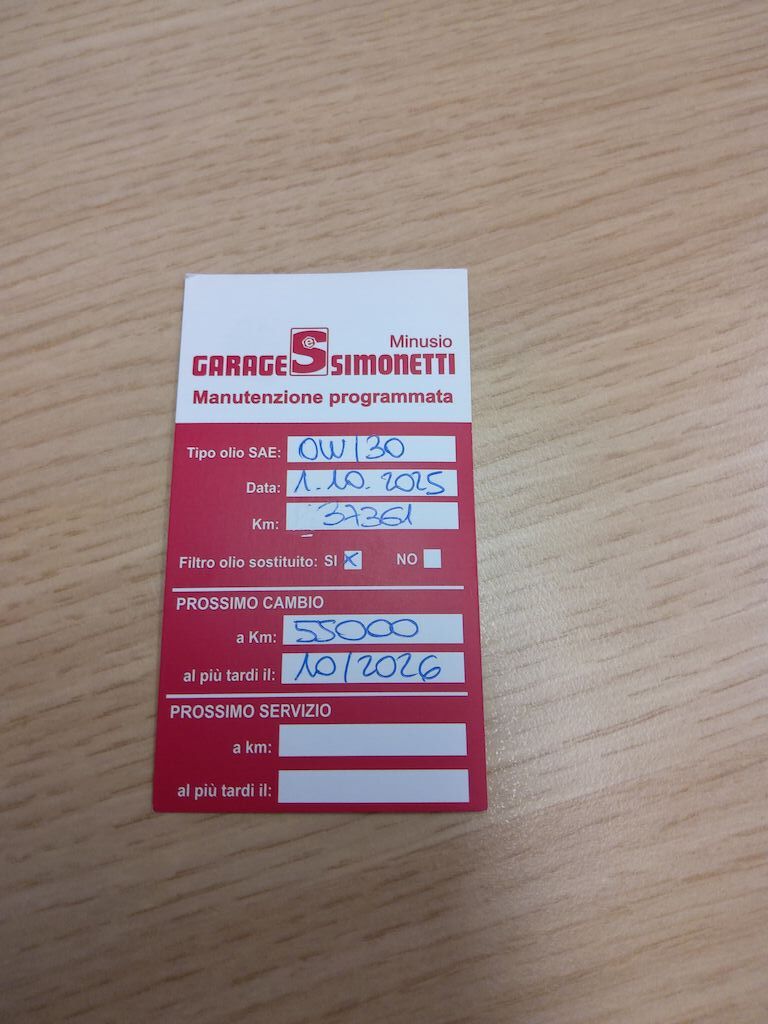 Minusio
GARAGE S e SIMONETTI
Manutenzione programmata
Tipo olio SAE: 0W/30
Data: 1.10.2025
Km: 37361
Filtro olio sostituito: SI X NO
PROSSIMO CAMBIO
a Km: 55000
al più tardi il: 10/2026
PROSSIMO SERVIZIO
a km:
al più tardi il: